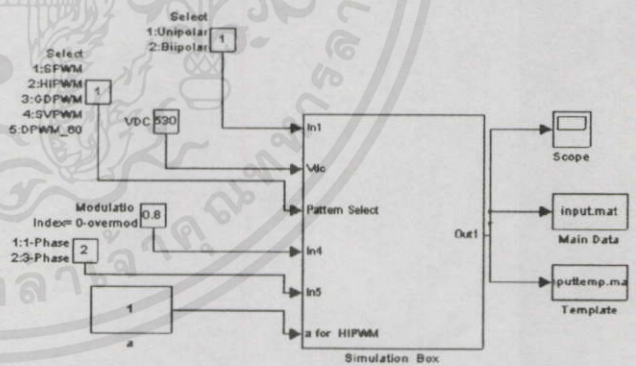 Select
1:Unipolar
2:Biipolar
1
Select
1:SPWM
2:HIPWM
3:GDPWM
4:SVPWM
5:DPWM_60
1
VDC
530
Modulatio
Index= 0-overmod
0.8
1:1-Phase
2:3-Phase
2
1
a
In1
Vdc
Pattern Select
In4
In5
a for HIPWM
Out1
Simulation Box
Scope
input.mat
Main Data
puttemp.ma
Template